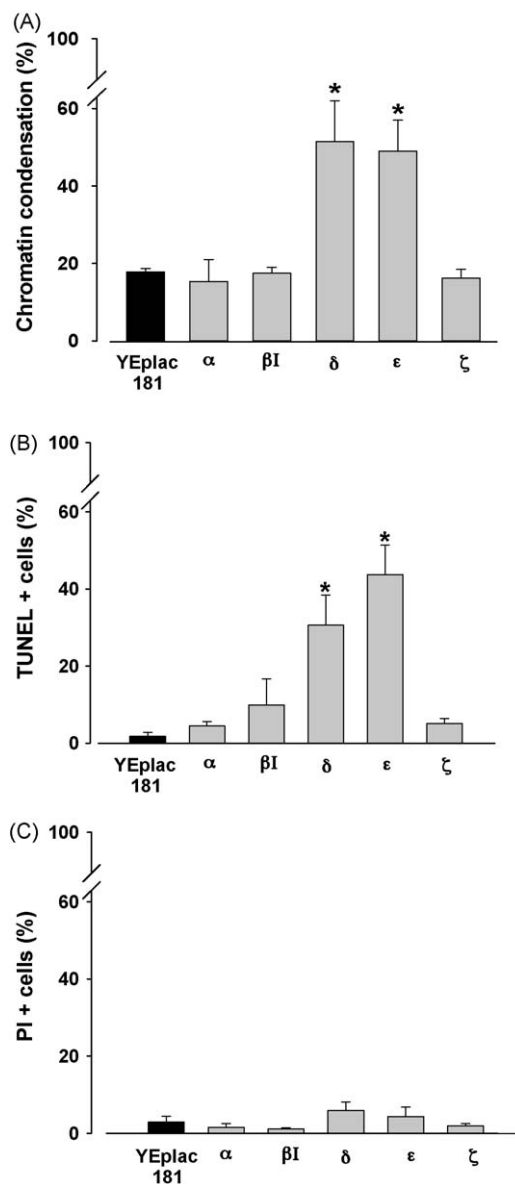 (A)
100
60
40
20
0
Chromatin condensation (%)
* *
YEplac
181
α βI δ ε ζ
(B)
100
60
40
20
0
TUNEL + cells (%)
* *
YEplac
181
α βI δ ε ζ
(C)
100
60
40
20
0
PI + cells (%)
YEplac
181
α βI δ ε ζ